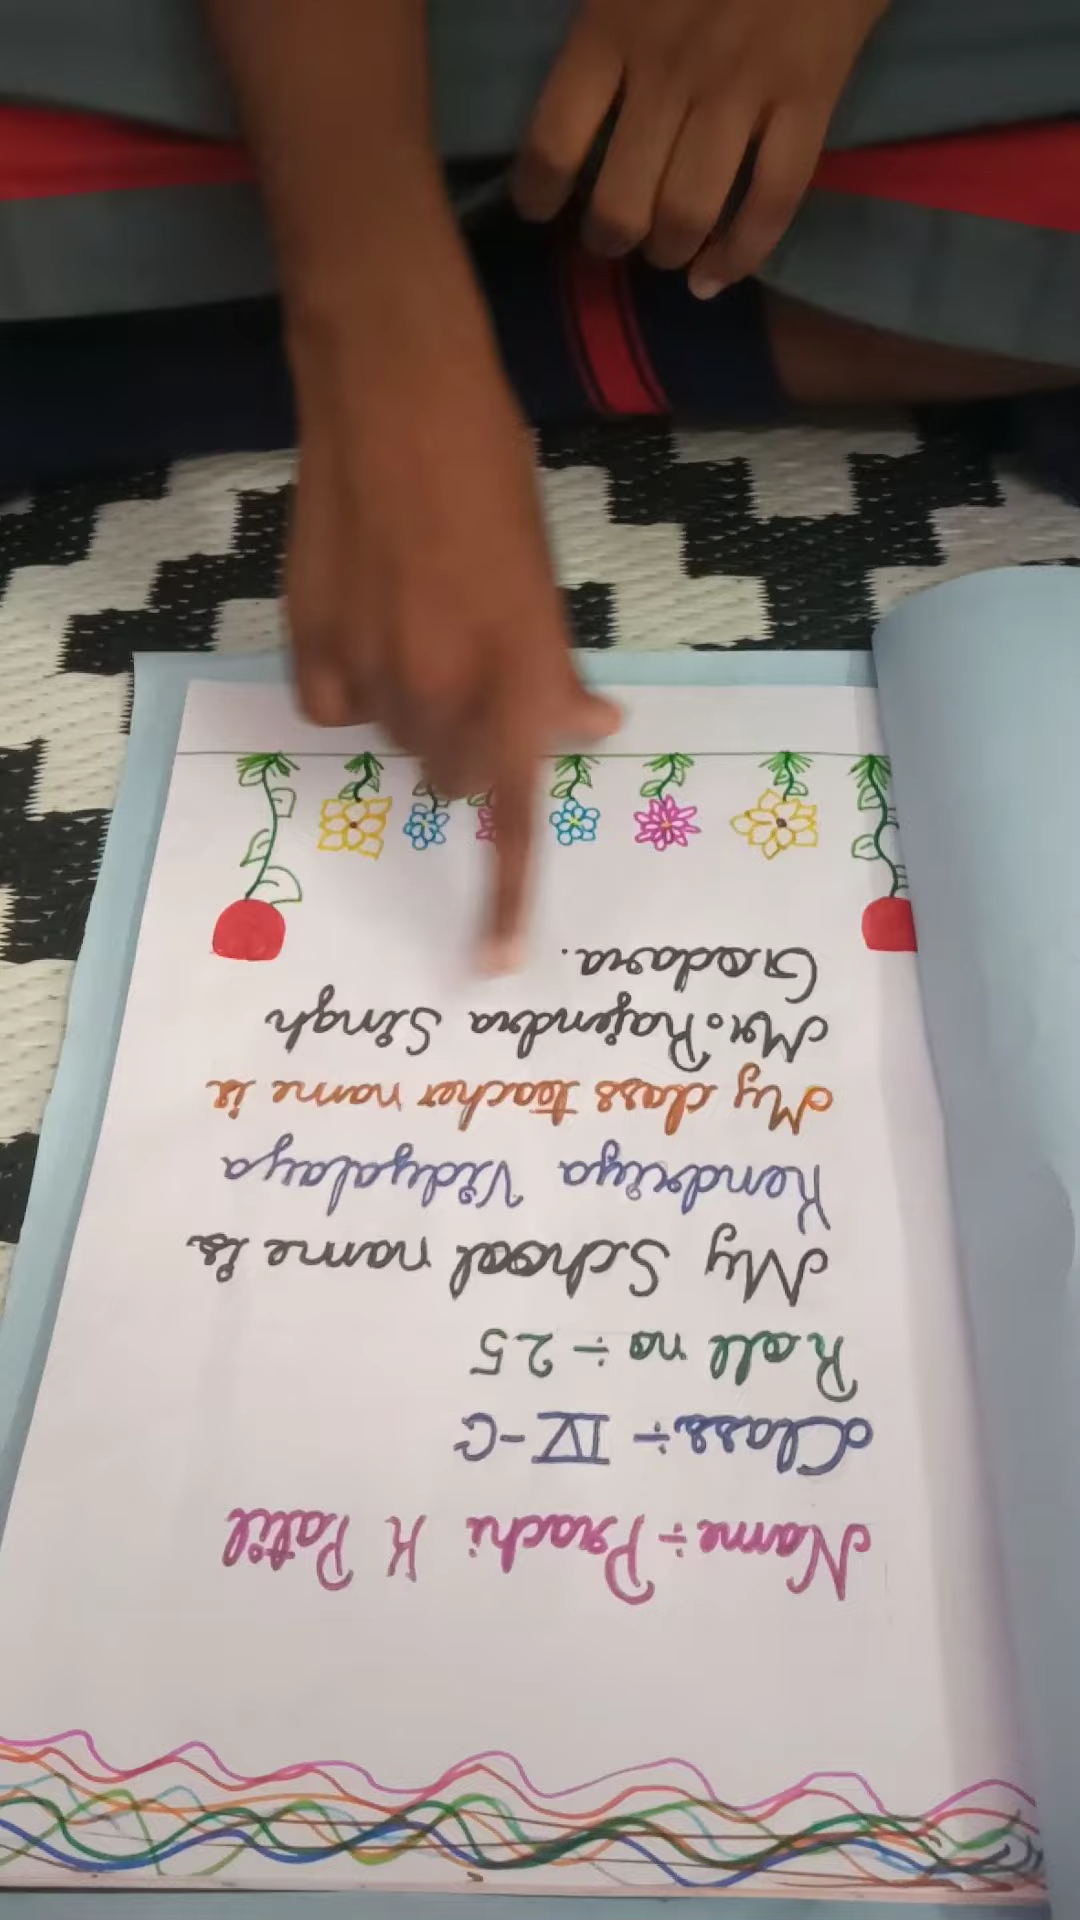 Name÷ Prachi K Patil
Class÷ IV-C
Roll no÷ 25
My School name is
Kendriya Vidyalaya
My class teacher name is
Mr. Rajendra Singh
Godara.